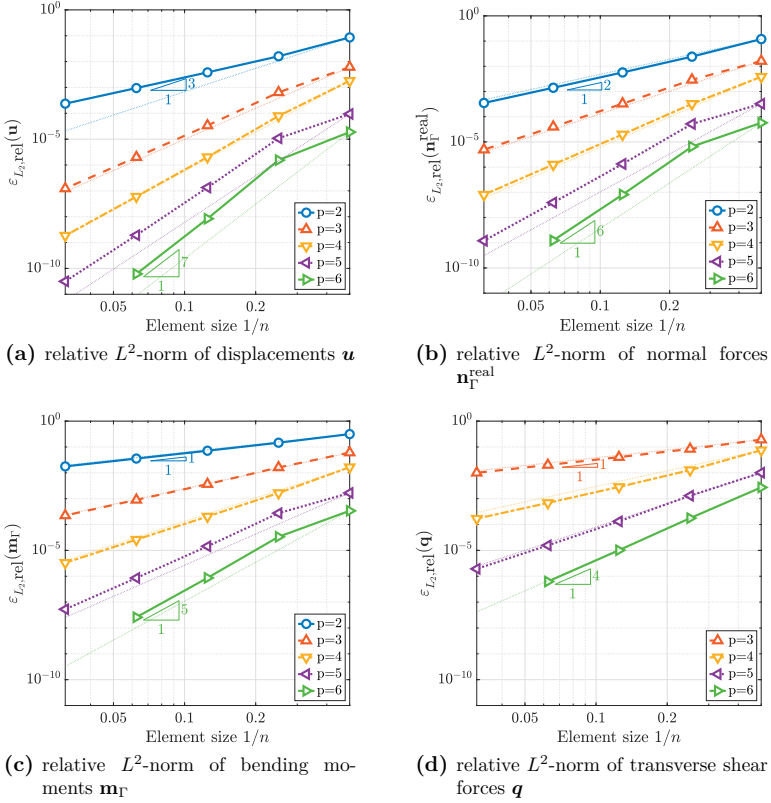 10^0
10^-5
10^-10
ε_{L_2,rel}(u)
3
1
7
1
p=2
p=3
p=4
p=5
p=6
0.05
0.1
0.2
Element size 1/n
(a) relative L^2-norm of displacements u
10^0
10^-5
10^-10
ε_{L_2,rel}(n_Γ^real)
2
1
6
1
p=2
p=3
p=4
p=5
p=6
0.05
0.1
0.2
Element size 1/n
(b) relative L^2-norm of normal forces
n_Γ^real
10^0
10^-5
10^-10
ε_{L_2,rel}(m_Γ)
1
1
5
1
p=2
p=3
p=4
p=5
p=6
0.05
0.1
0.2
Element size 1/n
(c) relative L^2-norm of bending mo-
ments m_Γ
10^0
10^-5
10^-10
ε_{L_2,rel}(q)
1
1
4
1
p=3
p=4
p=5
p=6
0.05
0.1
0.2
Element size 1/n
(d) relative L^2-norm of transverse shear
forces q